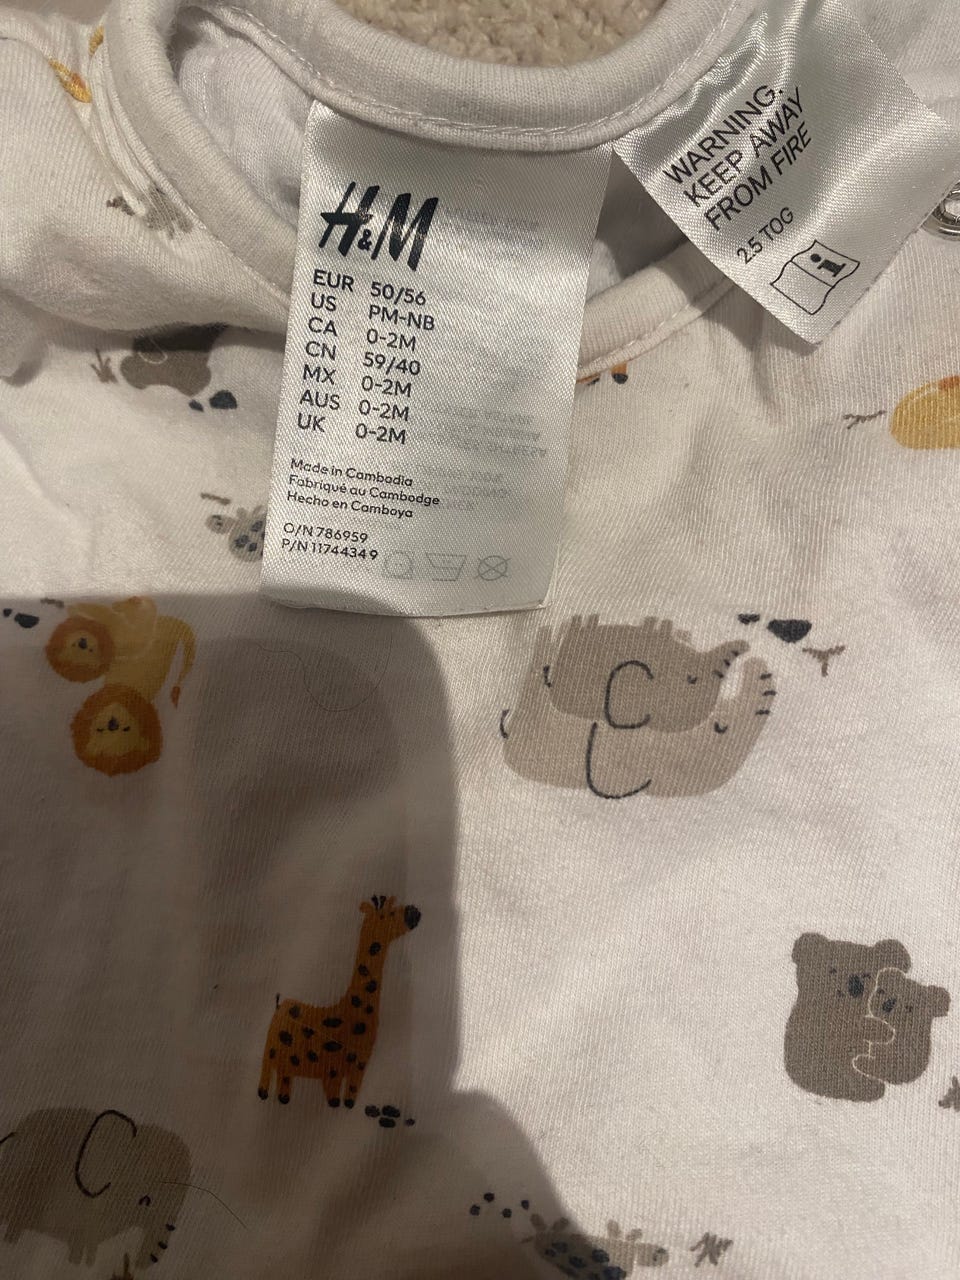 H&M
EUR 50/56
US PM-NB
CA 0-2M
CN 59/40
MX 0-2M
AUS 0-2M
UK 0-2M
Made in Cambodia
Fabriqué au Cambodge
Hecho en Camboya
O/N 786959
P/N 11744349
WARNING.
KEEP AWAY
FROM FIRE
2.5 TOG
i